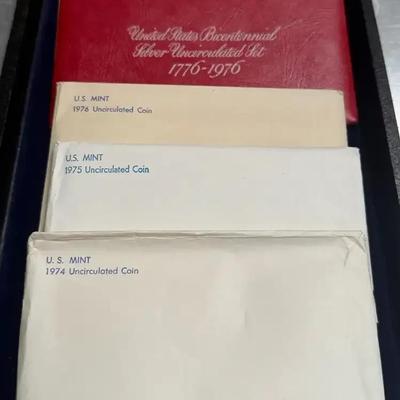 United States Bicentennial
Silver Uncirculated Set
1776-1976
U.S. MINT
1976 Uncirculated Coin
U.S. MINT
1975 Uncirculated Coin
U. S. MINT
1974 Uncirculated Coin